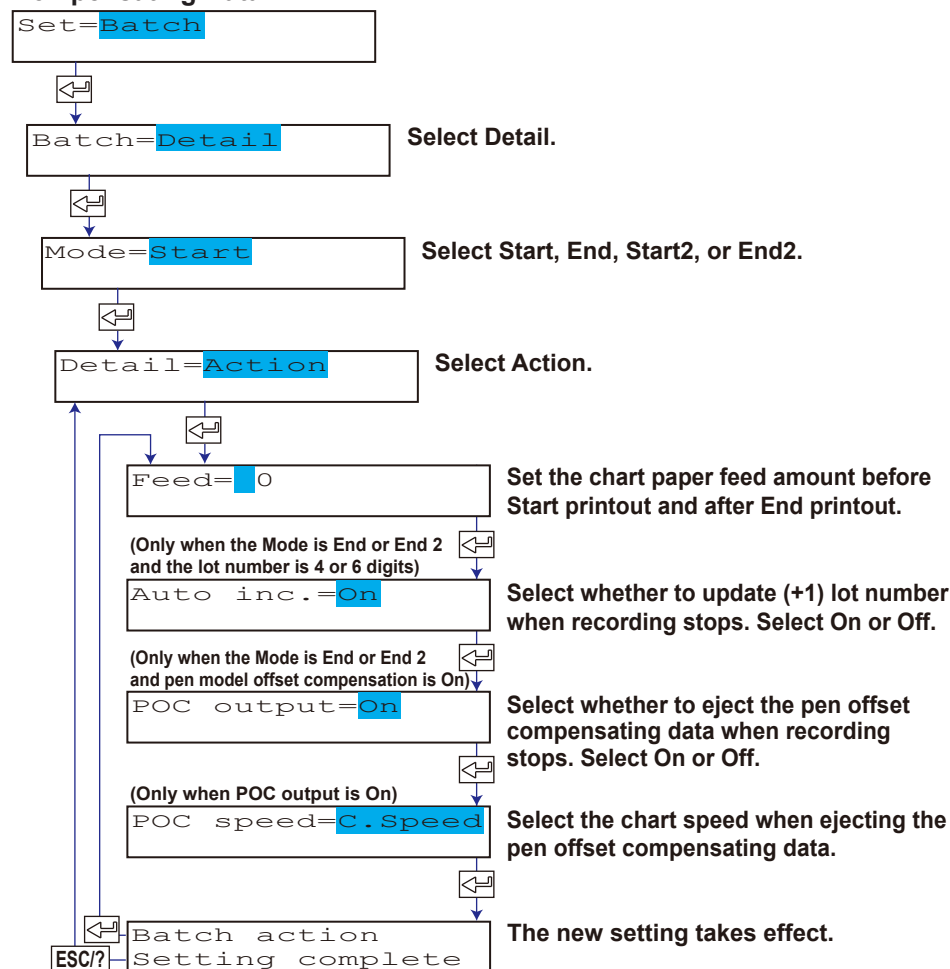 Set=Batch
Batch=Detail
Select Detail.
Mode=Start
Select Start, End, Start2, or End2.
Detail=Action
Select Action.
Feed= 0
Set the chart paper feed amount before
Start printout and after End printout.
(Only when the Mode is End or End 2
and the lot number is 4 or 6 digits)
Auto inc.=On
Select whether to update (+1) lot number
when recording stops. Select On or Off.
(Only when the Mode is End or End 2
and pen model offset compensation is On)
POC output=On
Select whether to eject the pen offset
compensating data when recording
stops. Select On or Off.
(Only when POC output is On)
POC speed=C.Speed
Select the chart speed when ejecting the
pen offset compensating data.
Batch action
Setting complete
The new setting takes effect.
ESC/?